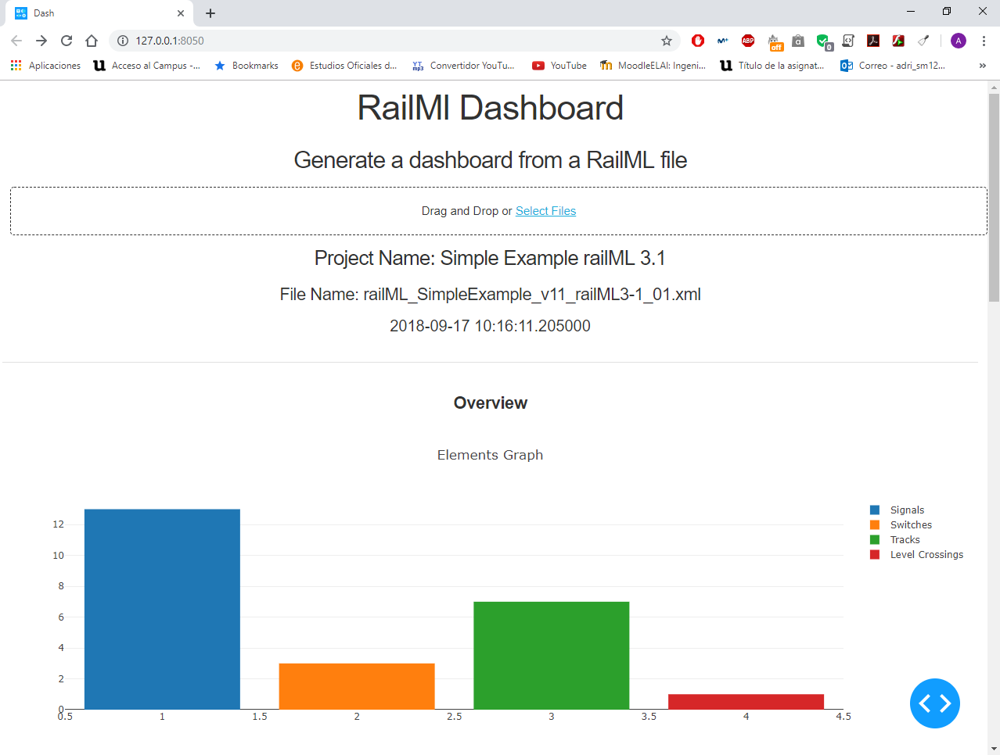 Dash
127.0.0.1:8050
ABP
off
a
0
A
Aplicaciones
Acceso al Campus -...
Bookmarks
Estudios Oficiales d...
Convertidor YouTu...
YouTube
MoodleELAI: Ingeni...
Título de la asignat...
Correo - adri_sm12...
»
RailMl Dashboard
Generate a dashboard from a RailML file
Drag and Drop or Select Files
Project Name: Simple Example railML 3.1
File Name: railML_SimpleExample_v11_railML3-1_01.xml
2018-09-17 10:16:11.205000
Overview
Elements Graph
Signals
Switches
Tracks
Level Crossings
12
10
8
6
4
2
0
0.5 1 1.5 2 2.5 3 3.5 4 4.5